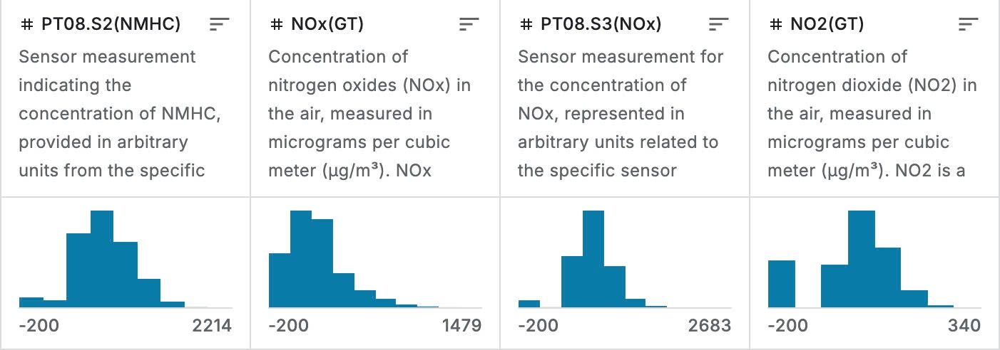 # PT08.S2(NMHC)
Sensor measurement
indicating the
concentration of NMHC,
provided in arbitrary
units from the specific
-200 2214
# NOx(GT)
Concentration of
nitrogen oxides (NOx) in
the air, measured in
micrograms per cubic
meter (µg/m³). NOx
-200 1479
# PT08.S3(NOx)
Sensor measurement for
the concentration of
NOx, represented in
arbitrary units related to
the specific sensor
-200 2683
# NO2(GT)
Concentration of
nitrogen dioxide (NO2) in
the air, measured in
micrograms per cubic
meter (µg/m³). NO2 is a
-200 340